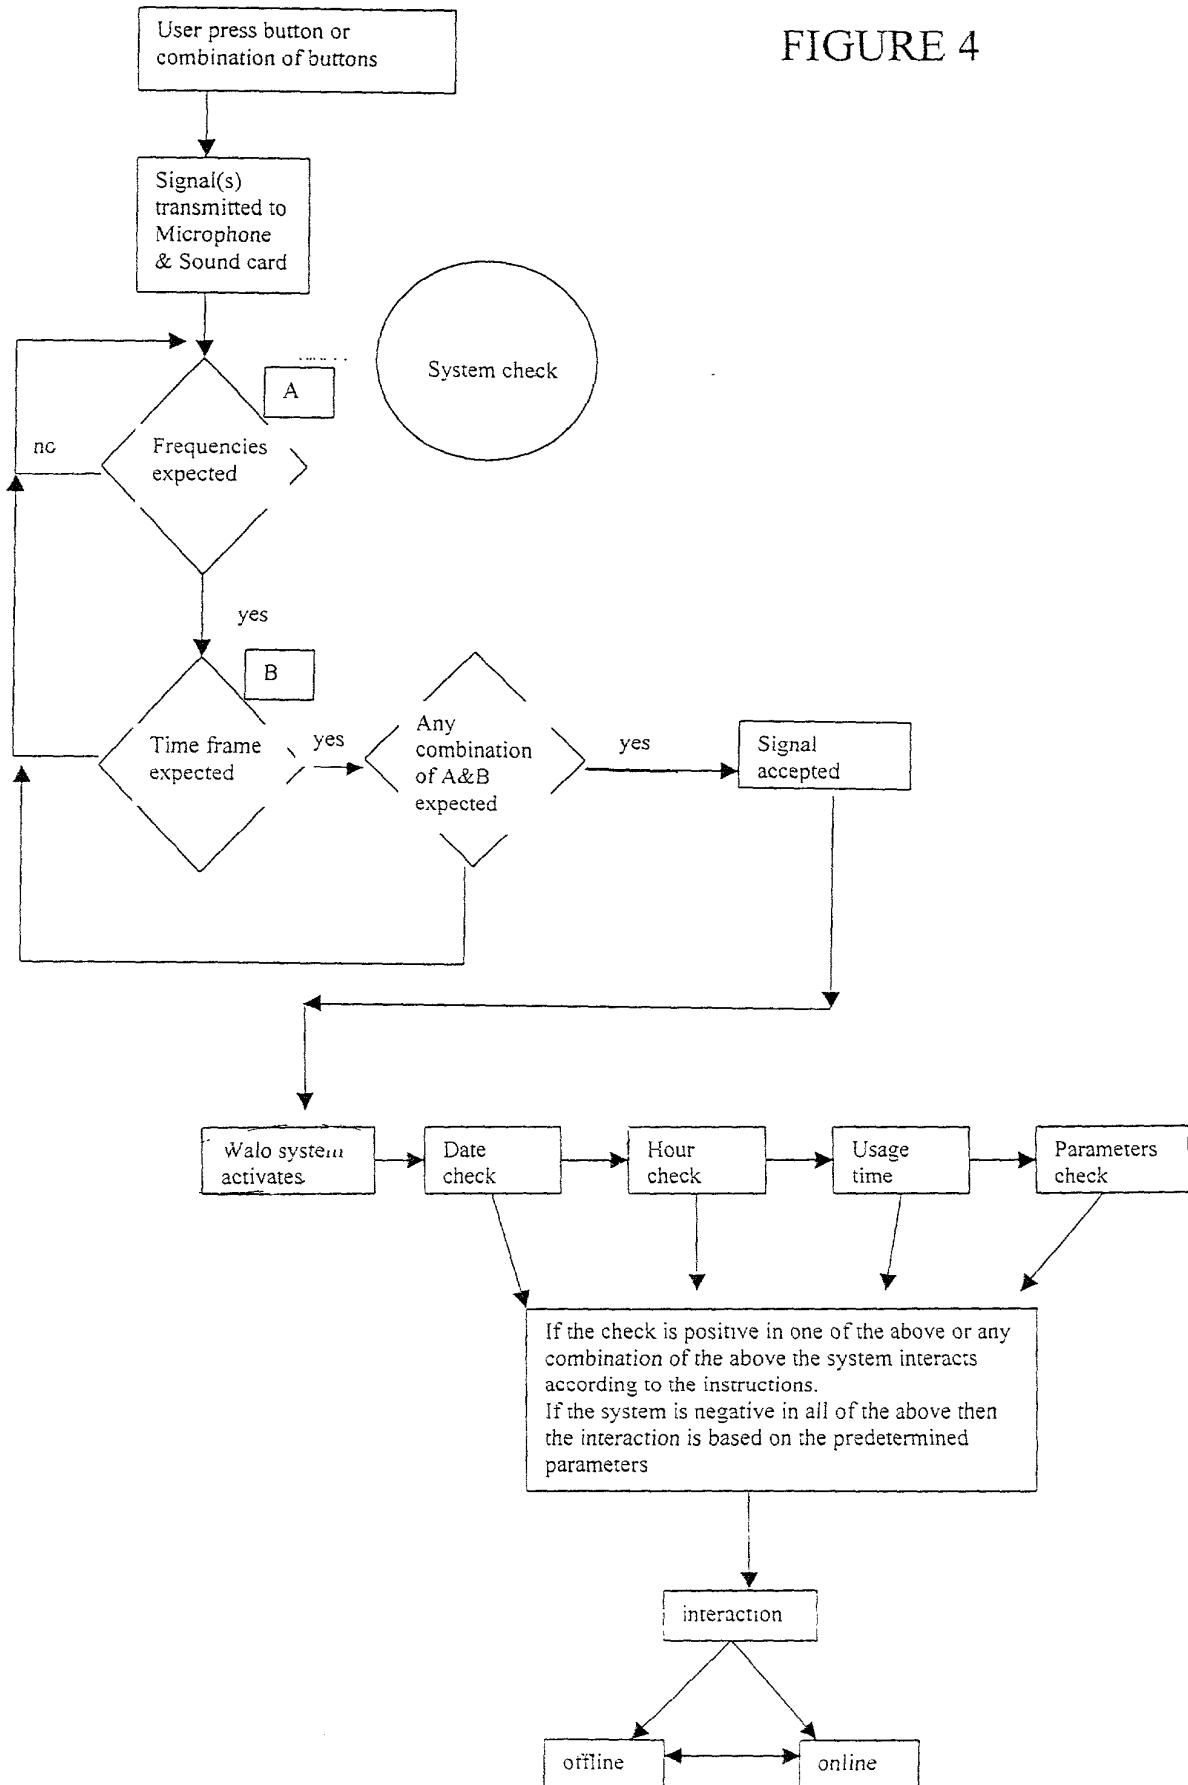 FIGURE 4
User press button or
combination of buttons
Signal(s)
transmitted to
Microphone
& Sound card
A
System check
no
Frequencies
expected
yes
B
Time frame
expected
yes
Any
combination
of A&B
expected
yes
Signal
accepted
Walo system
activates.
Date
check
Hour
check
Usage
time
Parameters
check
If the check is positive in one of the above or any
combination of the above the system interacts
according to the instructions.
If the system is negative in all of the above then
the interaction is based on the predetermined
parameters
interaction
offline
online